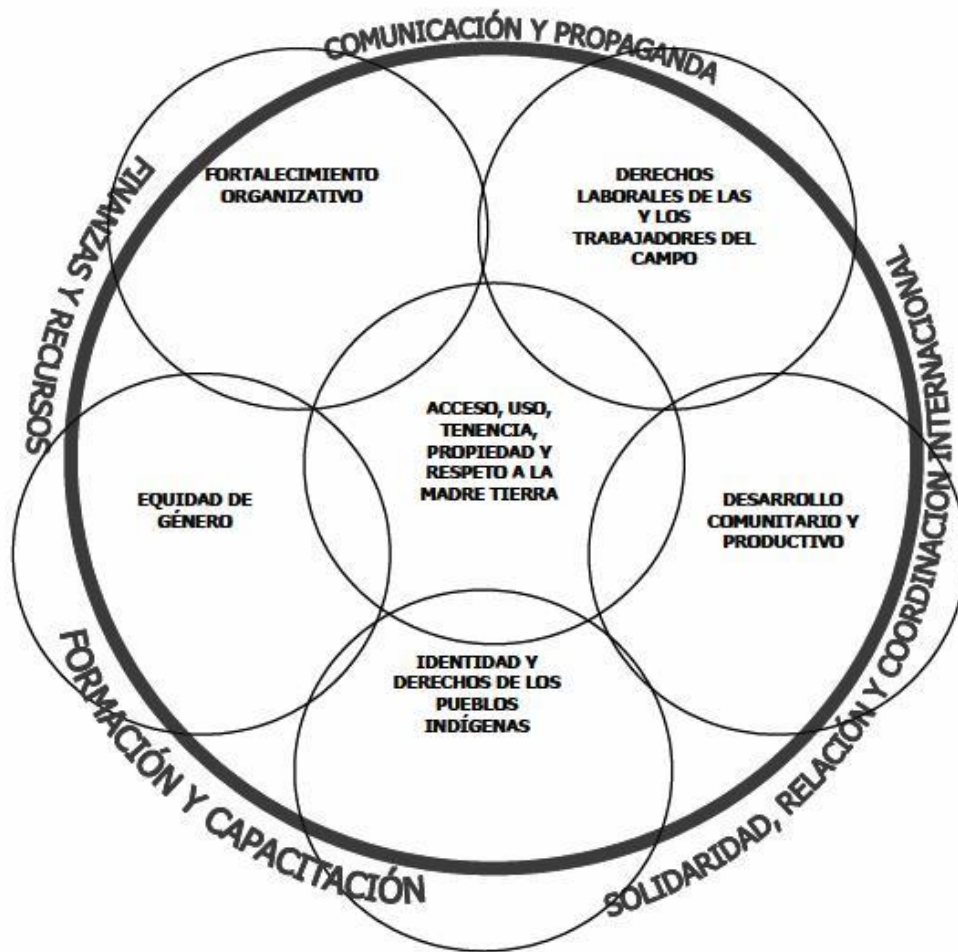 COMUNICACIÓN Y PROPAGANDA
FINANZAS Y RECURSOS
FORTALECIMIENTO
ORGANIZATIVO
DERECHOS
LABORALES DE LAS
Y LOS
TRABAJADORES DEL
CAMPO
ACCESO, USO,
TENENCIA,
PROPIEDAD Y
RESPETO A LA
MADRE TIERRA
EQUIDAD DE
GÉNERO
DESARROLLO
COMUNITARIO Y
PRODUCTIVO
IDENTIDAD Y
DERECHOS DE LOS
PUEBLOS
INDÍGENAS
FORMACIÓN Y CAPACITACIÓN
SOLIDARIDAD, RELACIÓN Y COORDINACION INTERNACIONAL